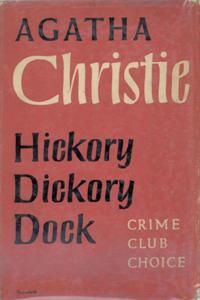 AGATHA
Christie
Hickory
Dickory
Dock
CRIME
CLUB
CHOICE